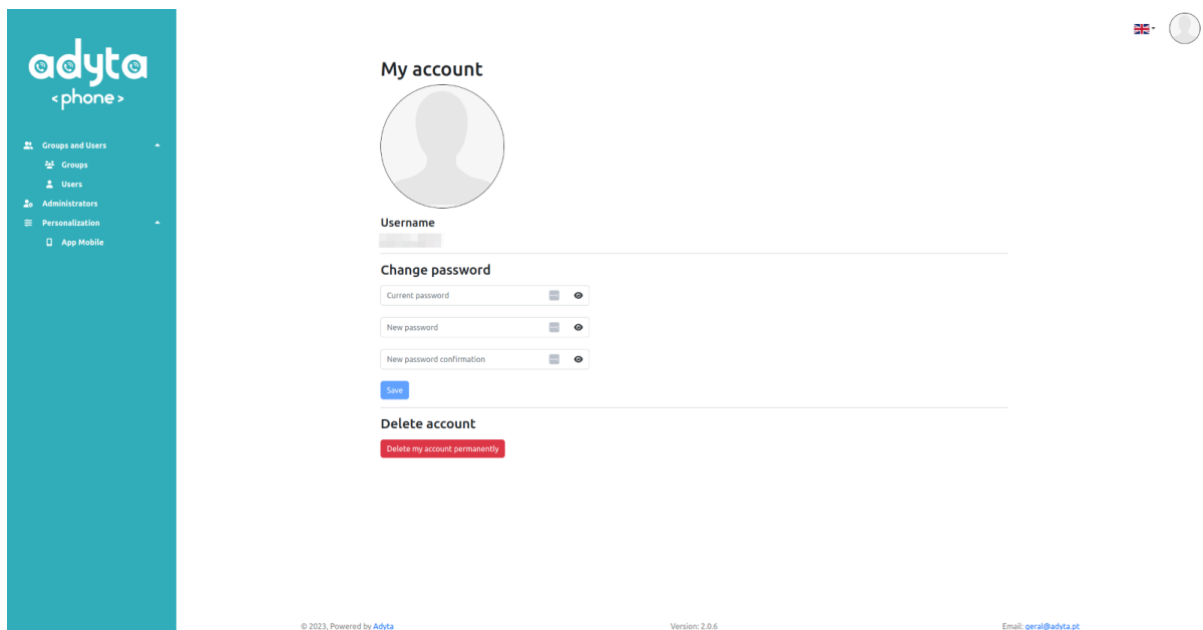 adyta
<phone>
Groups and Users
Groups
Users
Administrators
Personalization
App Mobile
My account
Username
Change password
Current password
New password
New password confirmation
Save
Delete account
Delete my account permanently
© 2023, Powered by Adyta
Version: 2.0.6
Email: geral@adyta.pt